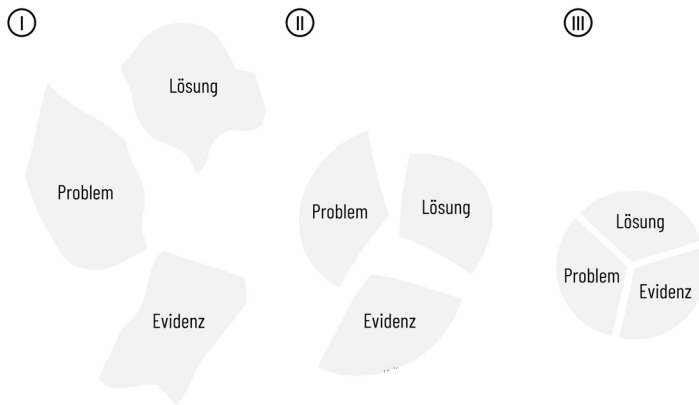 I
II
III
Lösung
Problem
Evidenz
Problem
Lösung
Evidenz
Lösung
Problem
Evidenz